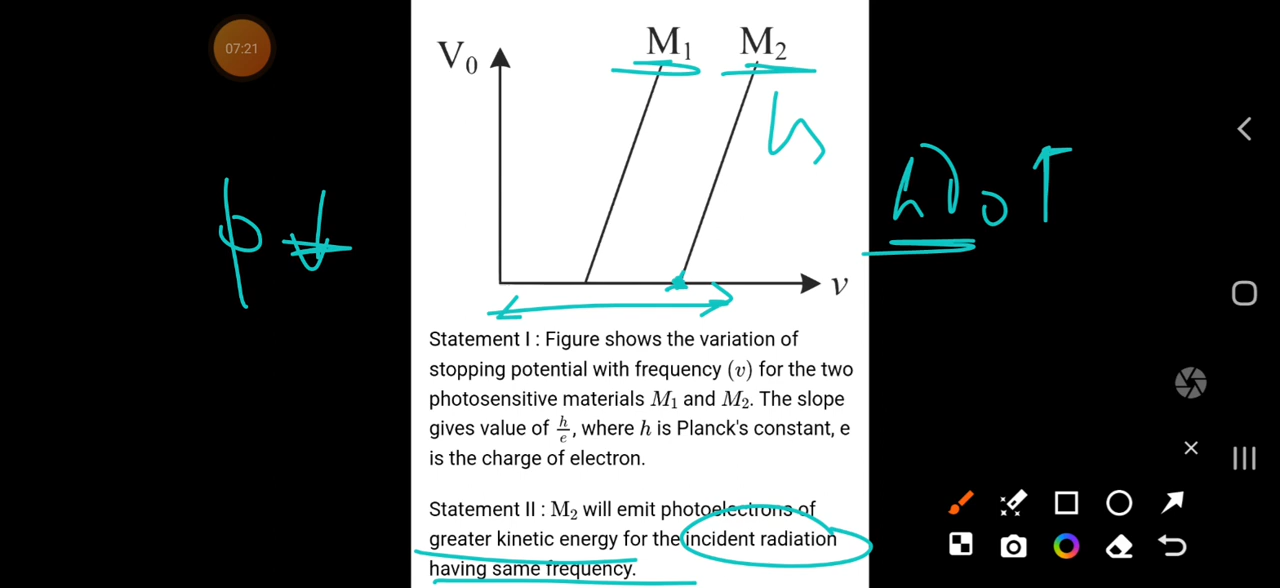 07:21
V₀
M₁
M₂
h
ϕ ↓
hν₀ ↑
ν
Statement I : Figure shows the variation of
stopping potential with frequency (ν) for the two
photosensitive materials M₁ and M₂. The slope
gives value of h/e, where h is Planck's constant, e
is the charge of electron.
Statement II : M₂ will emit photoelectrons of
greater kinetic energy for the incident radiation
having same frequency.